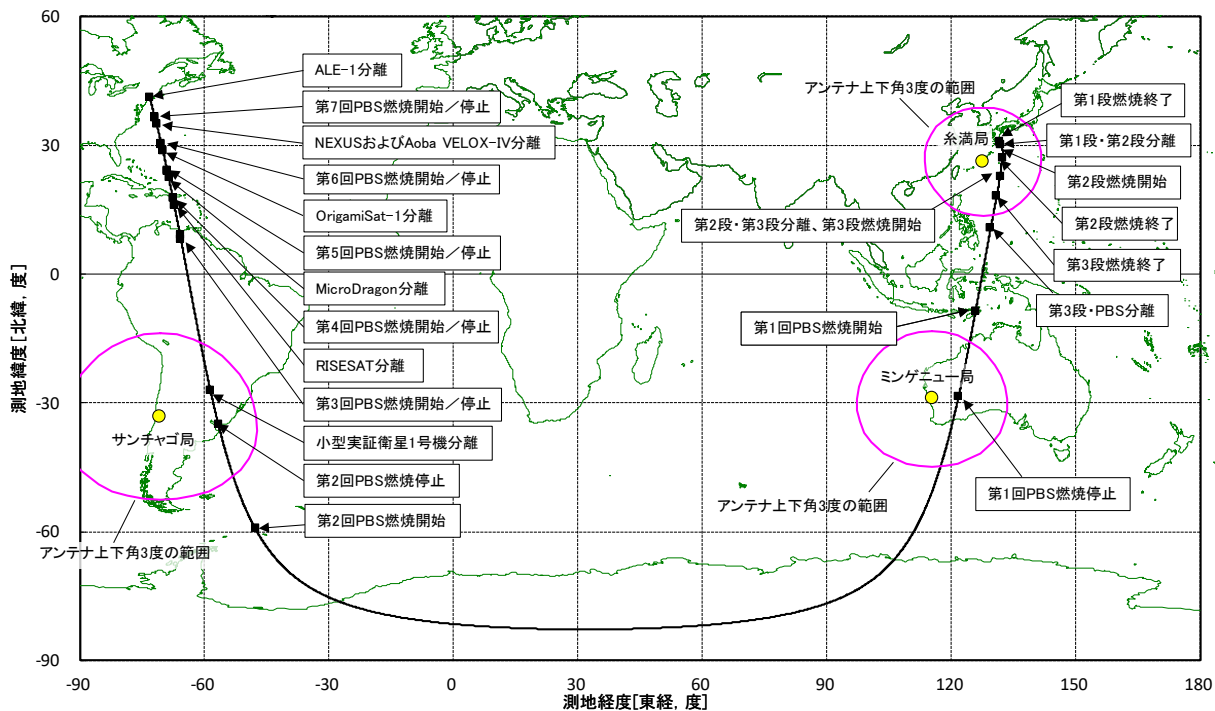 60
30
0
-30
-60
-90
測地緯度[北緯, 度]
-90
-60
-30
0
30
60
90
120
150
180
測地経度[東経, 度]
ALE-1分離
第7回PBS燃焼開始／停止
NEXUSおよびAoba VELOX-IV分離
第6回PBS燃焼開始／停止
OrigamiSat-1分離
第5回PBS燃焼開始／停止
MicroDragon分離
第4回PBS燃焼開始／停止
RISESAT分離
第3回PBS燃焼開始／停止
小型実証衛星1号機分離
第2回PBS燃焼停止
第2回PBS燃焼開始
サンチャゴ局
アンテナ上下角3度の範囲
アンテナ上下角3度の範囲
糸満局
第1段燃焼終了
第1段・第2段分離
第2段燃焼開始
第2段燃焼終了
第2段・第3段分離、第3段燃焼開始
第3段燃焼終了
第3段・PBS分離
第1回PBS燃焼開始
ミンゲニュー局
第1回PBS燃焼停止
アンテナ上下角3度の範囲